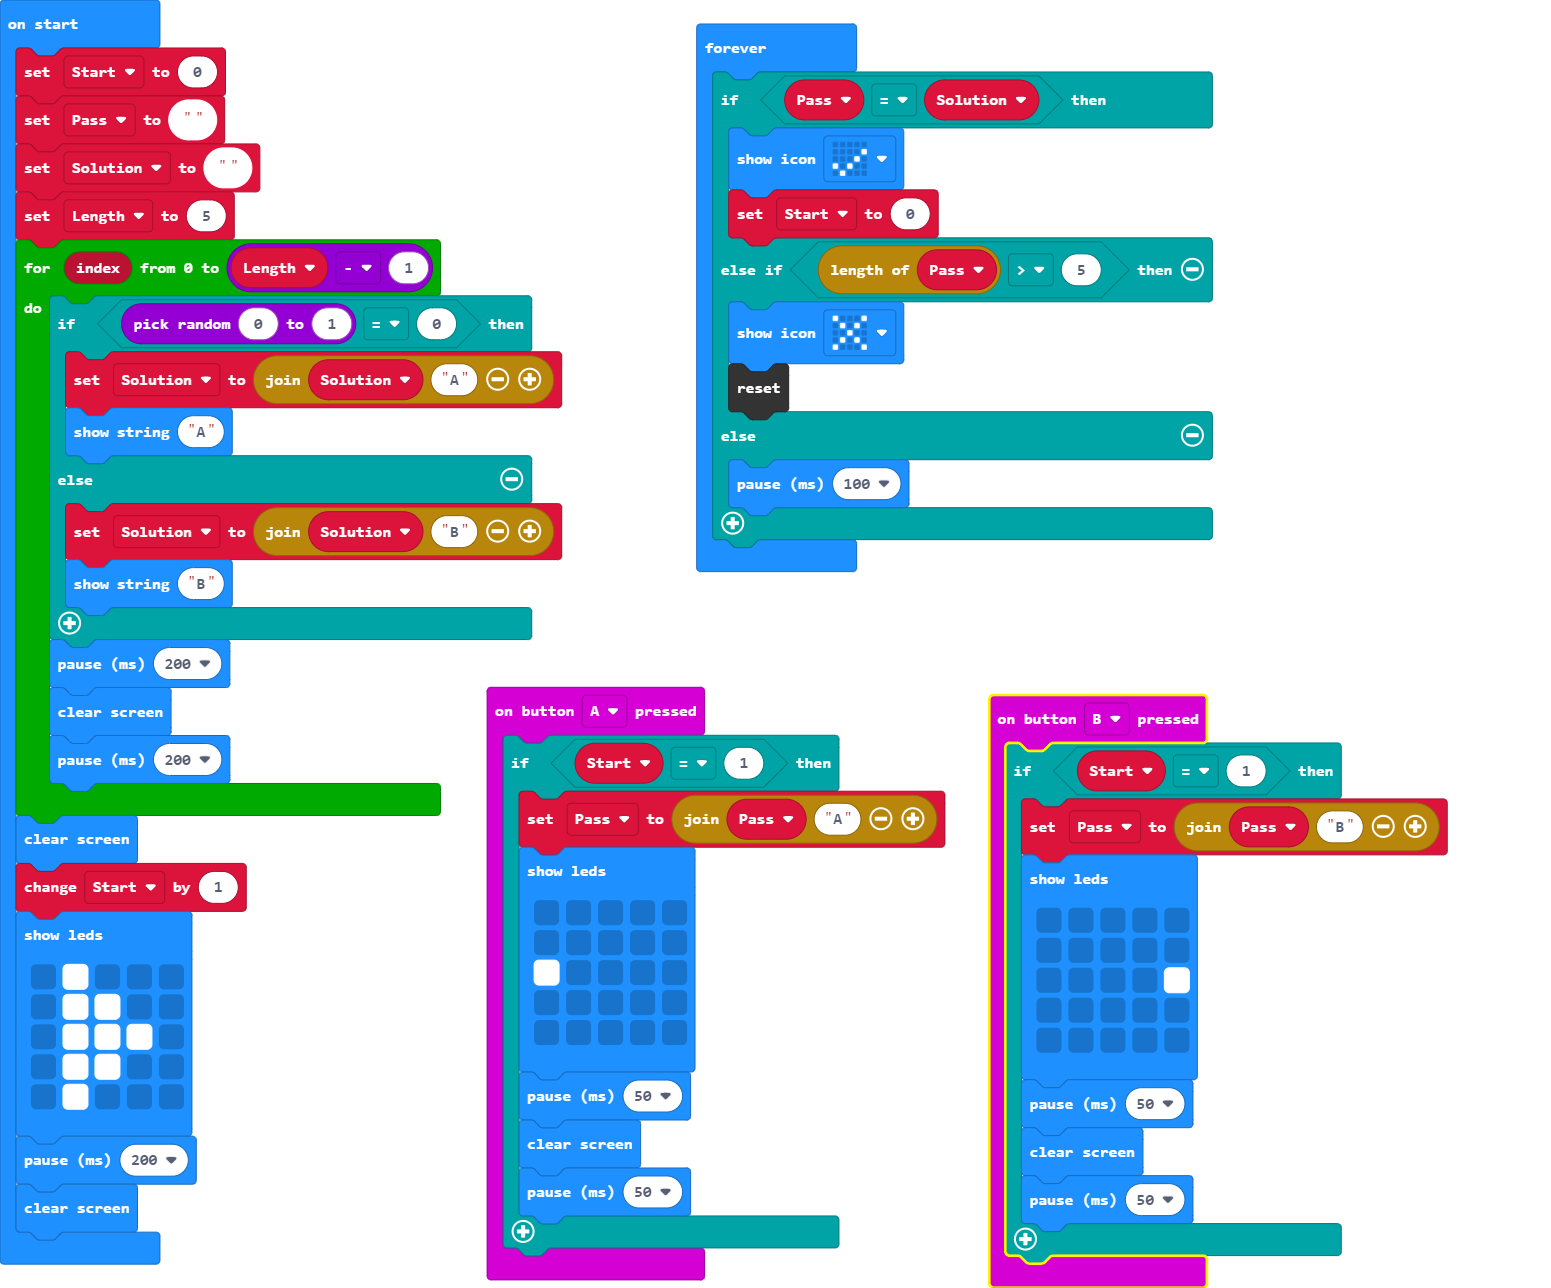 on start
set Start to 0
set Pass to " "
set Solution to " "
set Length to 5
for index from 0 to Length - 1
do
if pick random 0 to 1 = 0 then
set Solution to join Solution "A"
show string "A"
else
set Solution to join Solution "B"
show string "B"
pause (ms) 200
clear screen
pause (ms) 200
clear screen
change Start by 1
show leds
pause (ms) 200
clear screen
forever
if Pass = Solution then
show icon
set Start to 0
else if length of Pass > 5 then
show icon
reset
else
pause (ms) 100
on button A pressed
if Start = 1 then
set Pass to join Pass "A"
show leds
pause (ms) 50
clear screen
pause (ms) 50
on button B pressed
if Start = 1 then
set Pass to join Pass "B"
show leds
pause (ms) 50
clear screen
pause (ms) 50